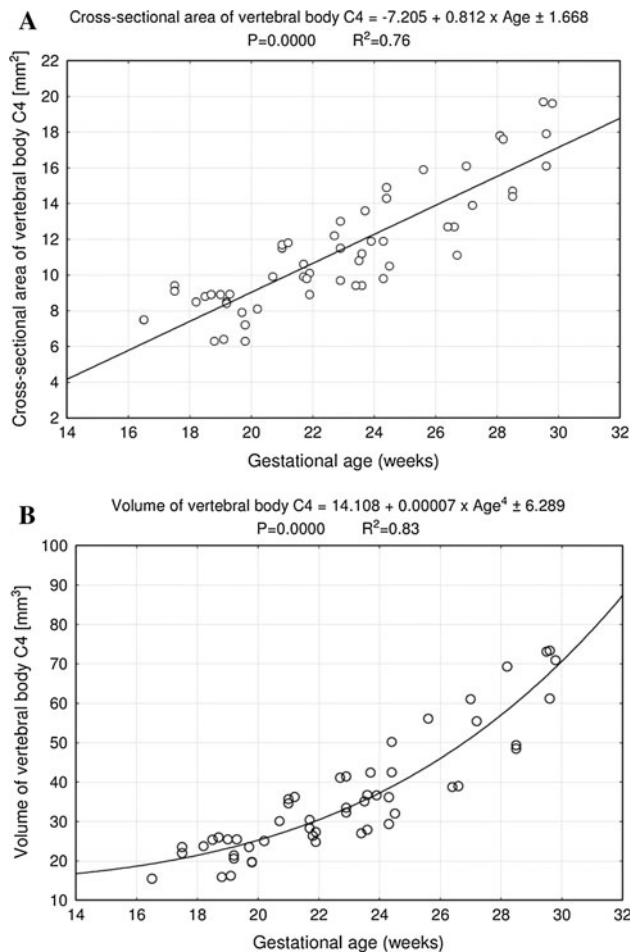 A
Cross-sectional area of vertebral body C4 = -7.205 + 0.812 x Age ± 1.668
P=0.0000 R²=0.76
Cross-sectional area of vertebral body C4 [mm²]
22
20
18
16
14
12
10
8
6
4
2
14 16 18 20 22 24 26 28 30 32
Gestational age (weeks)
B
Volume of vertebral body C4 = 14.108 + 0.00007 x Age⁴ ± 6.289
P=0.0000 R²=0.83
Volume of vertebral body C4 [mm³]
100
90
80
70
60
50
40
30
20
10
14 16 18 20 22 24 26 28 30 32
Gestational age (weeks)